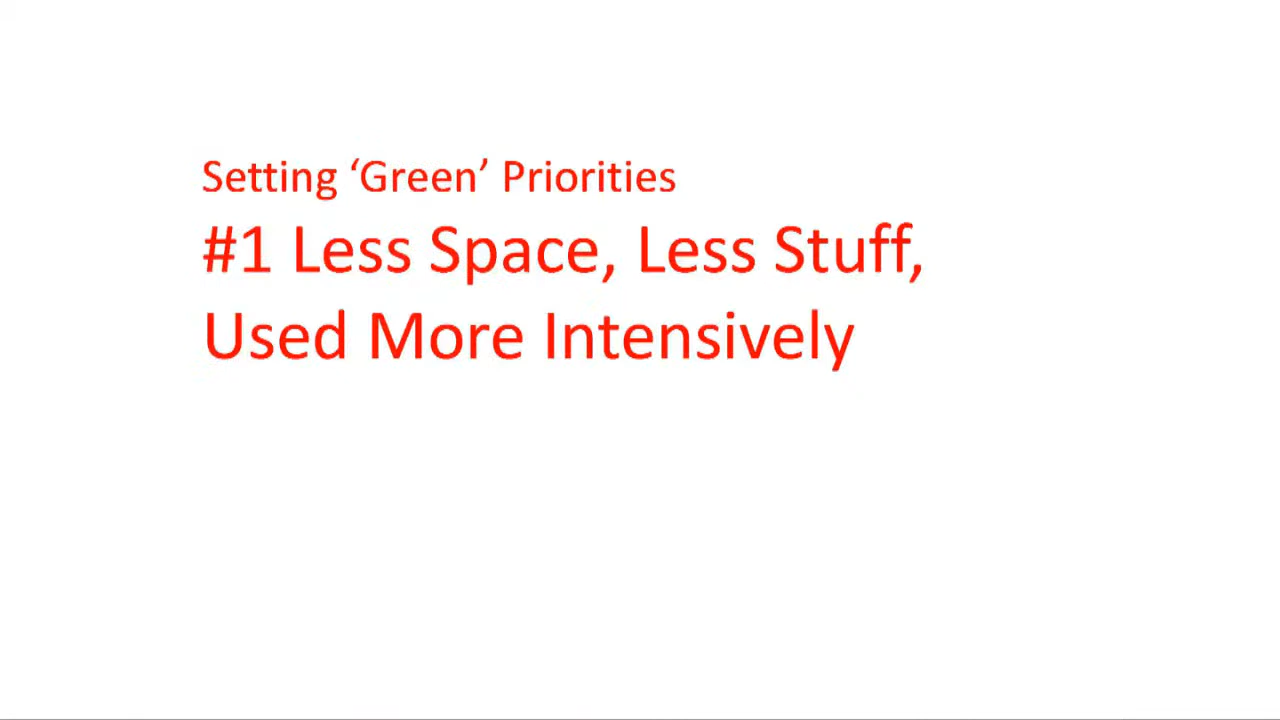 Setting ‘Green’ Priorities
#1 Less Space, Less Stuff,
Used More Intensively